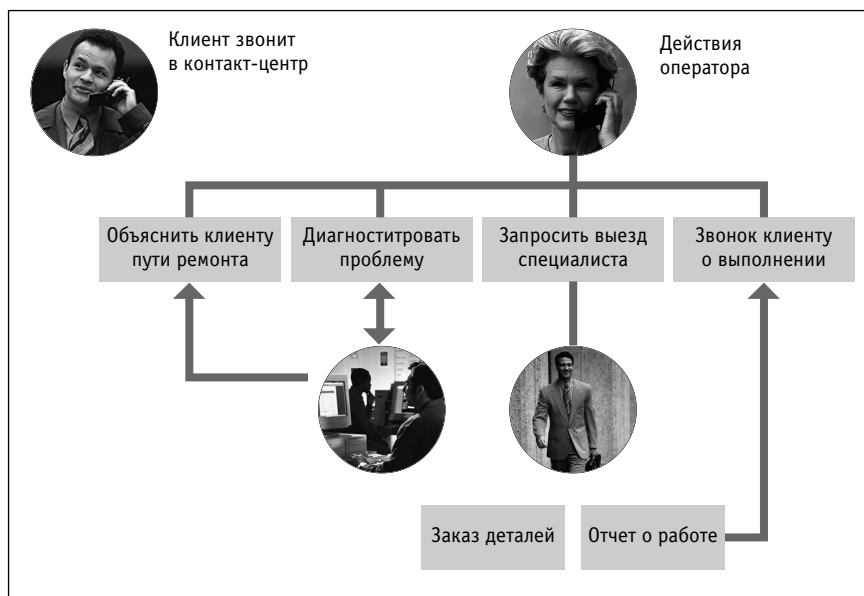 Клиент звонит
в контакт-центр
Действия
оператора
Объяснить клиенту
пути ремонта
Диагноститровать
проблему
Запросить выезд
специалиста
Звонок клиенту
о выполнении
Заказ деталей
Отчет о работе